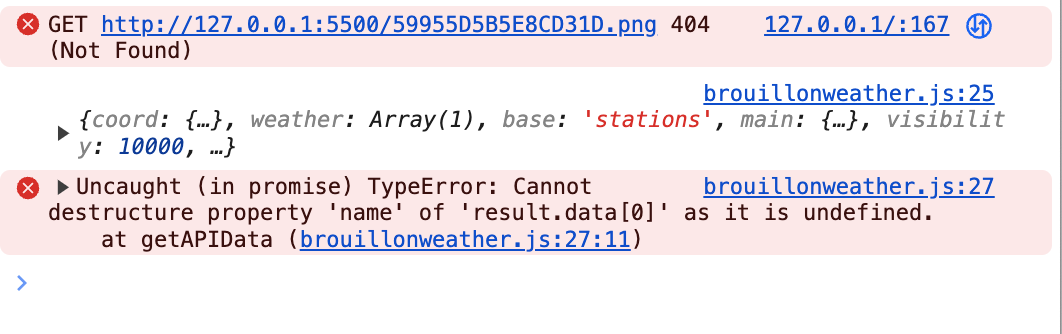 GET http://127.0.0.1:5500/59955D5B5E8CD31D.png 404 127.0.0.1/:167
(Not Found)
brouillonweather.js:25
{coord: {…}, weather: Array(1), base: 'stations', main: {…}, visibilit
y: 10000, …}
Uncaught (in promise) TypeError: Cannot brouillonweather.js:27
destructure property 'name' of 'result.data[0]' as it is undefined.
at getAPIData (brouillonweather.js:27:11)